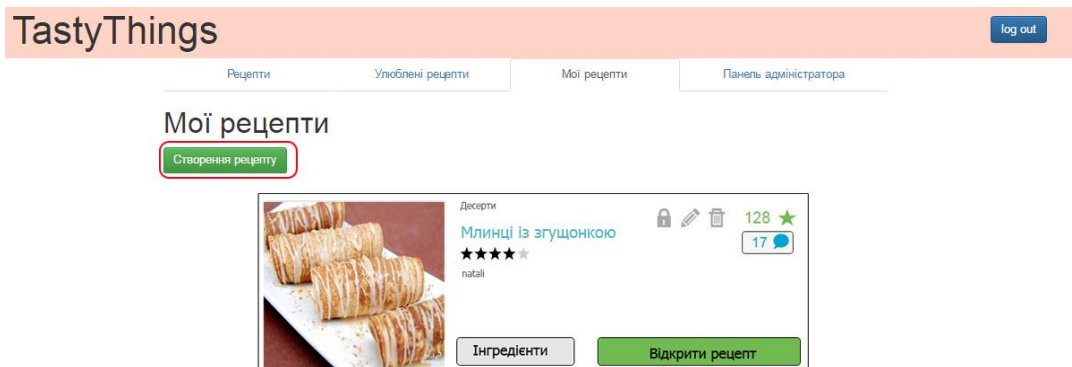 TastyThings
log out
Рецепти
Улюблені рецепти
Мої рецепти
Панель адміністратора
Мої рецепти
Створення рецепту
Десерти
Млинці із згущонкою
128
17
natali
Інгредієнти
Відкрити рецепт